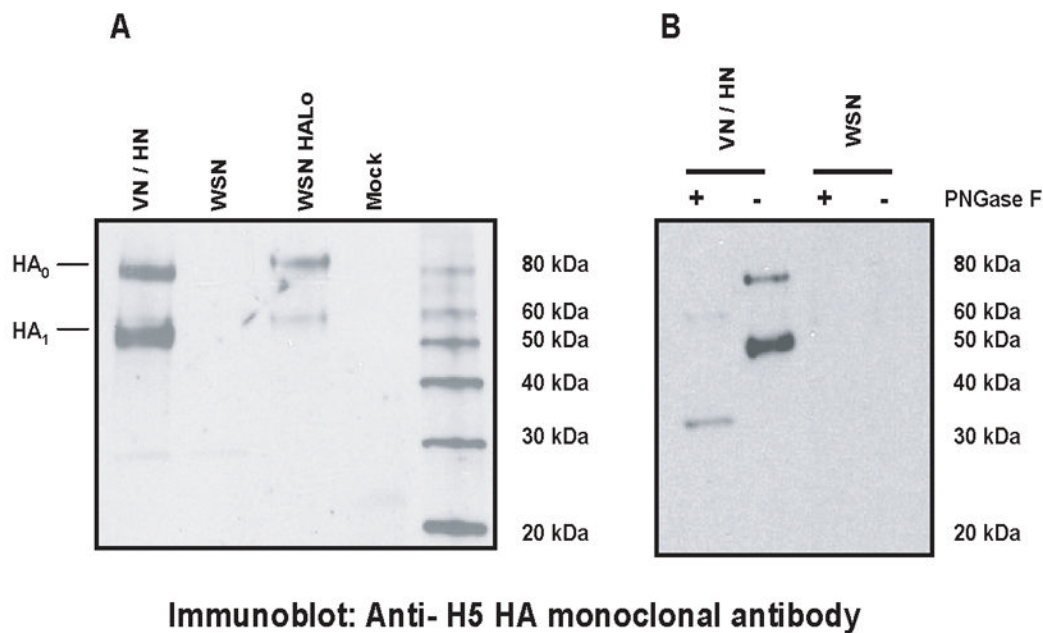 A
VN / HN
WSN
WSN HALo
Mock
HA₀
HA₁
80 kDa
60 kDa
50 kDa
40 kDa
30 kDa
20 kDa
B
VN / HN
WSN
+ - + - PNGase F
80 kDa
60 kDa
50 kDa
40 kDa
30 kDa
20 kDa
Immunoblot: Anti- H5 HA monoclonal antibody